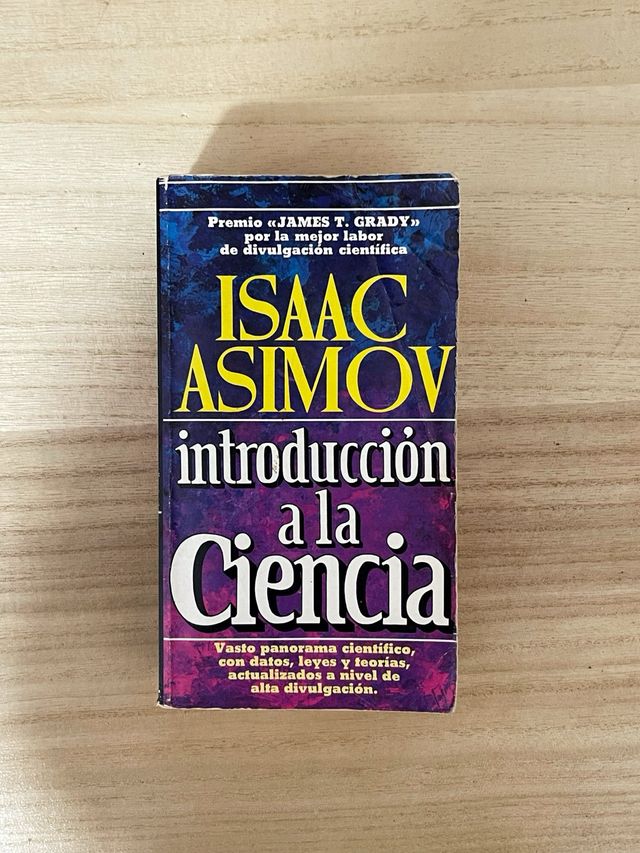 Premio «JAMES T. GRADY»
por la mejor labor
de divulgación científica
ISAAC
ASIMOV
introducción
a la
Ciencia
Vasto panorama científico,
con datos, leyes y teorías,
actualizados a nivel de
alta divulgación.